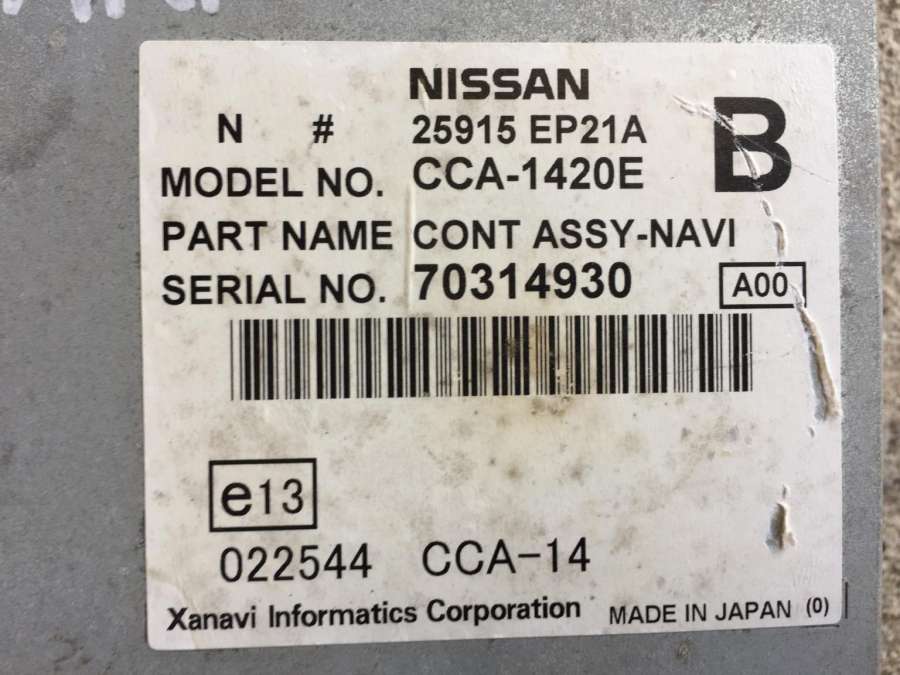 NISSAN
N # 25915 EP21A
B
MODEL NO. CCA-1420E
PART NAME CONT ASSY-NAVI
SERIAL NO. 70314930
A00
e13
022544 CCA-14
Xanavi Informatics Corporation MADE IN JAPAN (0)